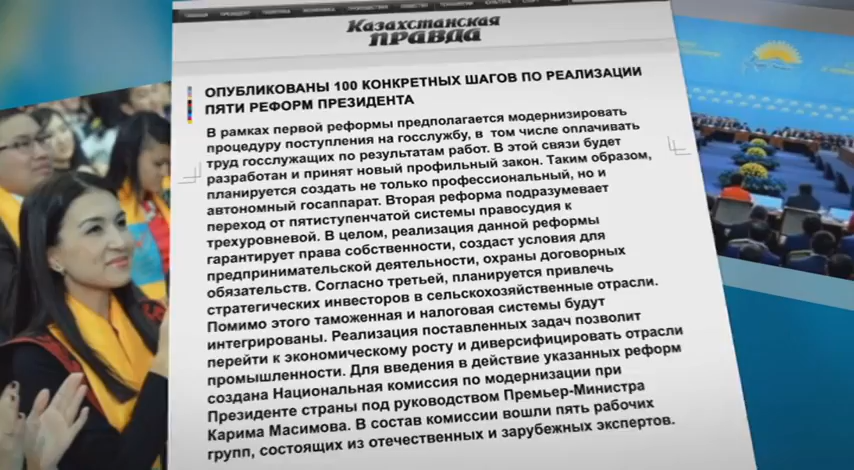 Казахстанская
ПРАВДА
ОПУБЛИКОВАНЫ 100 КОНКРЕТНЫХ ШАГОВ ПО РЕАЛИЗАЦИИ
ПЯТИ РЕФОРМ ПРЕЗИДЕНТА
В рамках первой реформы предполагается модернизировать
процедуру поступления на госслужбу, в том числе оплачивать
труд госслужащих по результатам работ. В этой связи будет
разработан и принят новый профильный закон. Таким образом,
планируется создать не только профессиональный, но и
автономный госаппарат. Вторая реформа подразумевает
переход от пятиступенчатой системы правосудия к
трехуровневой. В целом, реализация данной реформы
гарантирует права собственности, создаст условия для
предпринимательской деятельности, охраны договорных
обязательств. Согласно третьей, планируется привлечь
стратегических инвесторов в сельскохозяйственные отрасли.
Помимо этого таможенная и налоговая системы будут
интегрированы. Реализация поставленных задач позволит
перейти к экономическому росту и диверсифицировать отрасли
промышленности. Для введения в действие указанных реформ
создана Национальная комиссия по модернизации при
Президенте страны под руководством Премьер-Министра
Карима Масимова. В состав комиссии вошли пять рабочих
групп, состоящих из отечественных и зарубежных экспертов.